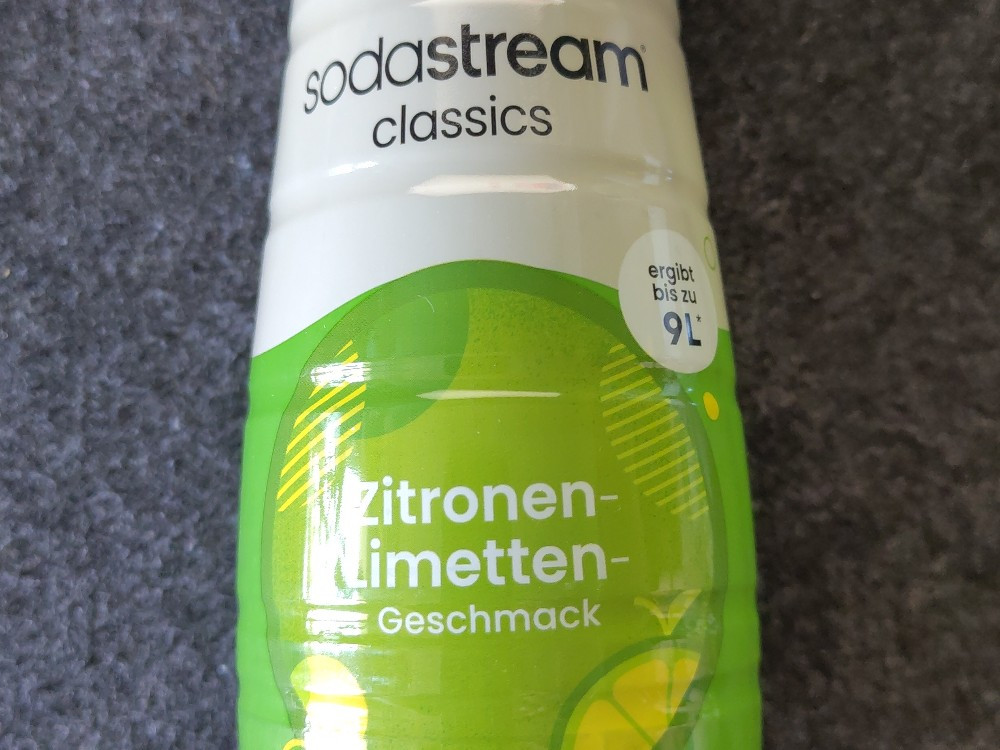 sodastream
classics
ergibt
bis zu
9L*
Zitronen-
Limetten-
Geschmack